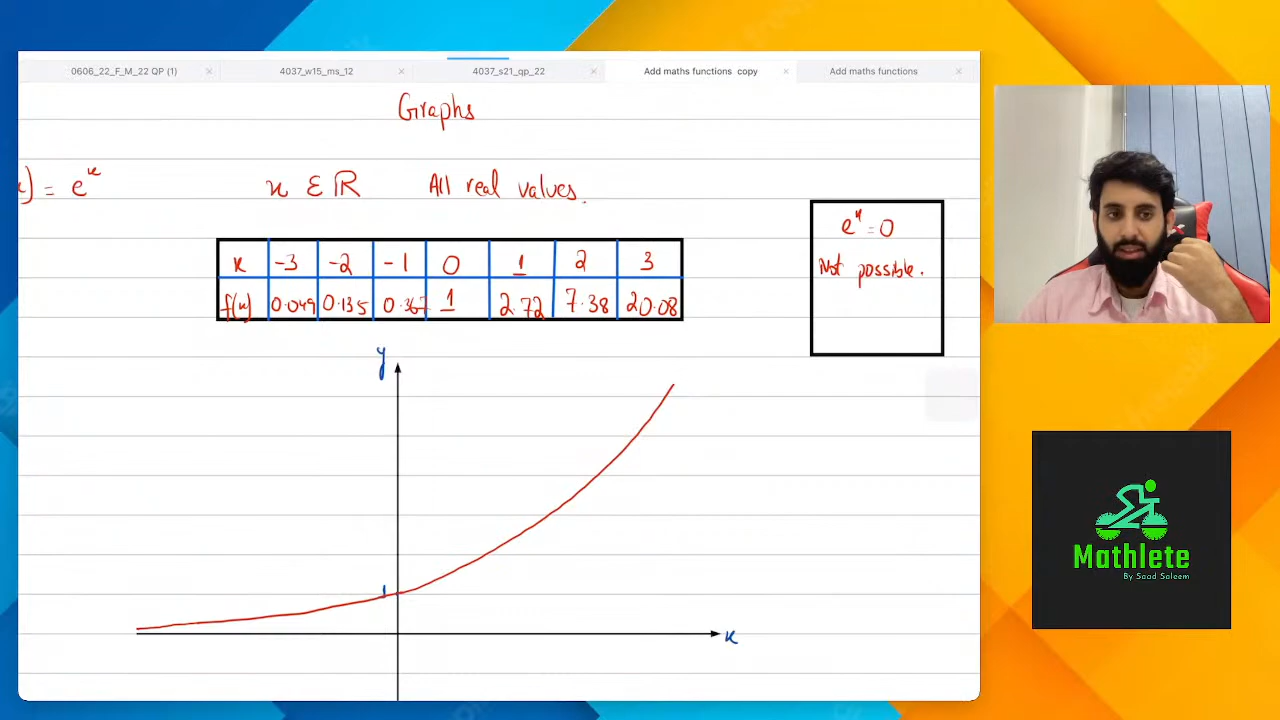 0606_22_F_M_22 QP (1) × 4037_w15_ms_12 × 4037_s21_qp_22 × Add maths functions copy × Add maths functions ×
Graphs
x) = e^x x ε ℝ All real values.
x -3 -2 -1 0 1 2 3
f(x) 0.049 0.135 0.367 1 2.72 7.38 20.08
e^x = 0
Not possible.
y
1
x
Mathlete
By Saad Saleem